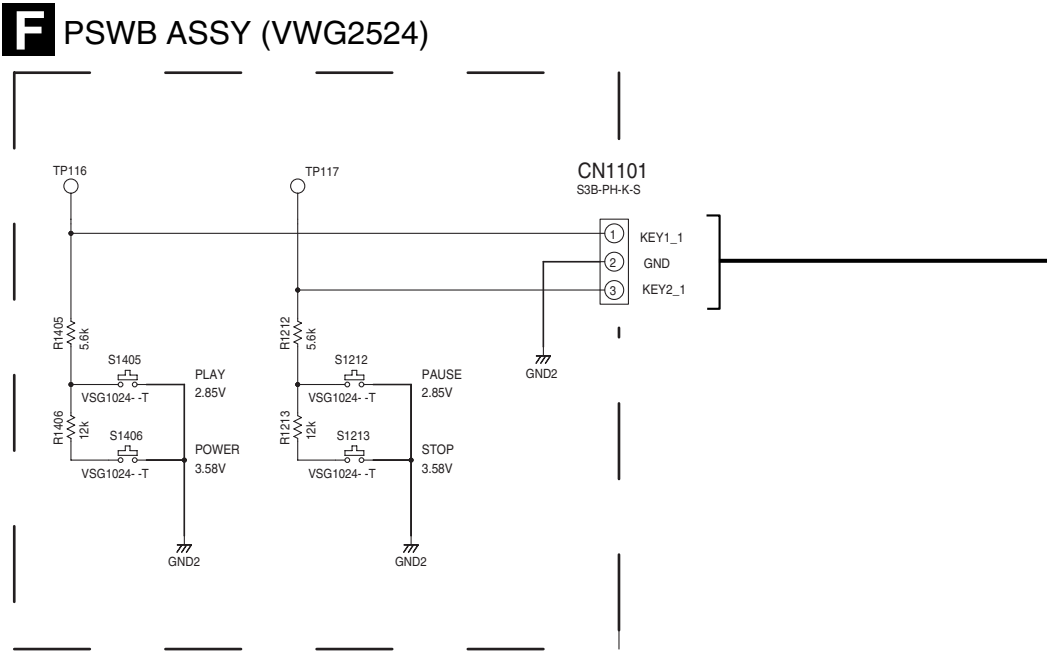 F PSWB ASSY (VWG2524)
TP116
TP117
CN1101
S3B-PH-K-S
1 KEY1_1
2 GND
3 KEY2_1
R1405
5.6k
R1212
5.6k
GND2
S1405
PLAY
VSG1024- -T
2.85V
S1212
PAUSE
VSG1024- -T
2.85V
R1406
12k
S1406
POWER
VSG1024- -T
3.58V
R1213
12k
S1213
STOP
VSG1024- -T
3.58V
GND2
GND2